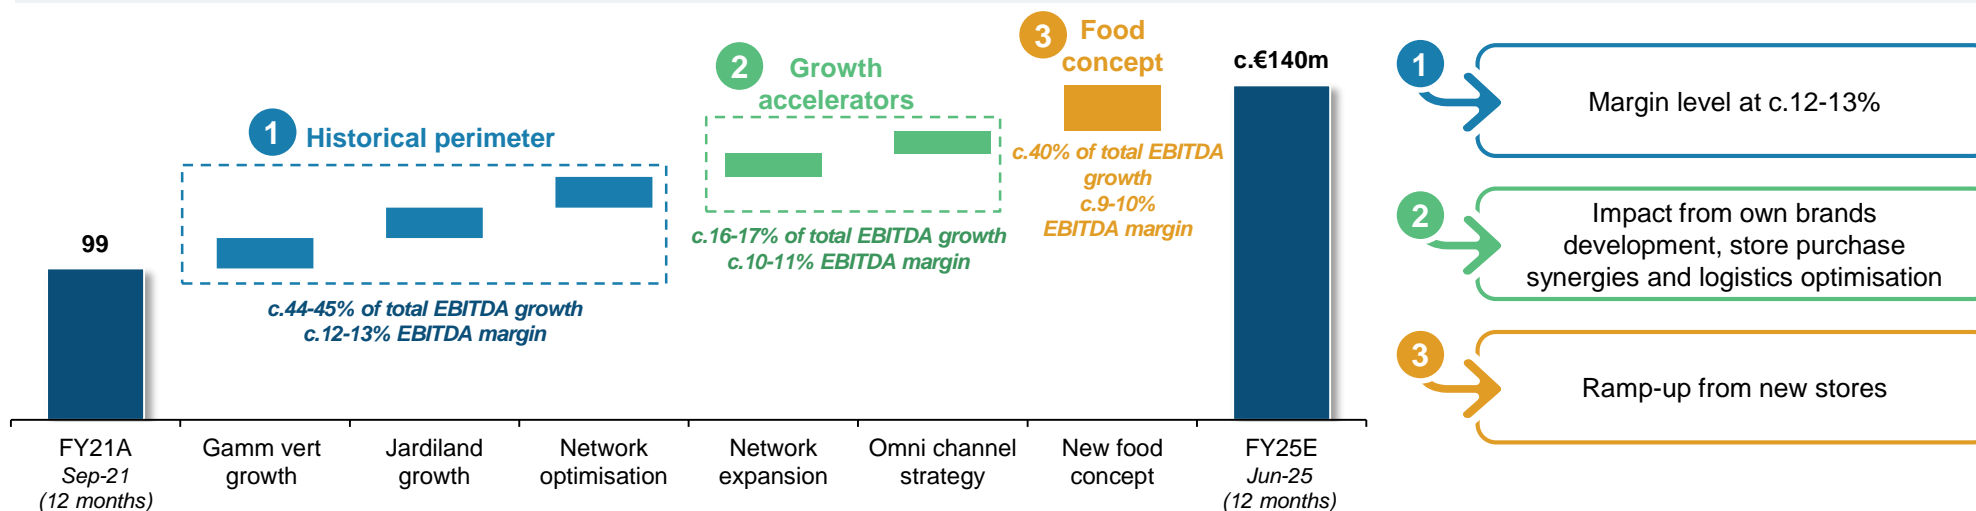 1 Historical perimeter
2 Growth
accelerators
3 Food
concept
99
c.€140m
c.44-45% of total EBITDA growth
c.12-13% EBITDA margin
c.16-17% of total EBITDA growth
c.10-11% EBITDA margin
c.40% of total EBITDA
growth
c.9-10%
EBITDA margin
FY21A
Sep-21
(12 months)
Gamm vert
growth
Jardiland
growth
Network
optimisation
Network
expansion
Omni channel
strategy
New food
concept
FY25E
Jun-25
(12 months)
1
Margin level at c.12-13%
2
Impact from own brands
development, store purchase
synergies and logistics optimisation
3
Ramp-up from new stores